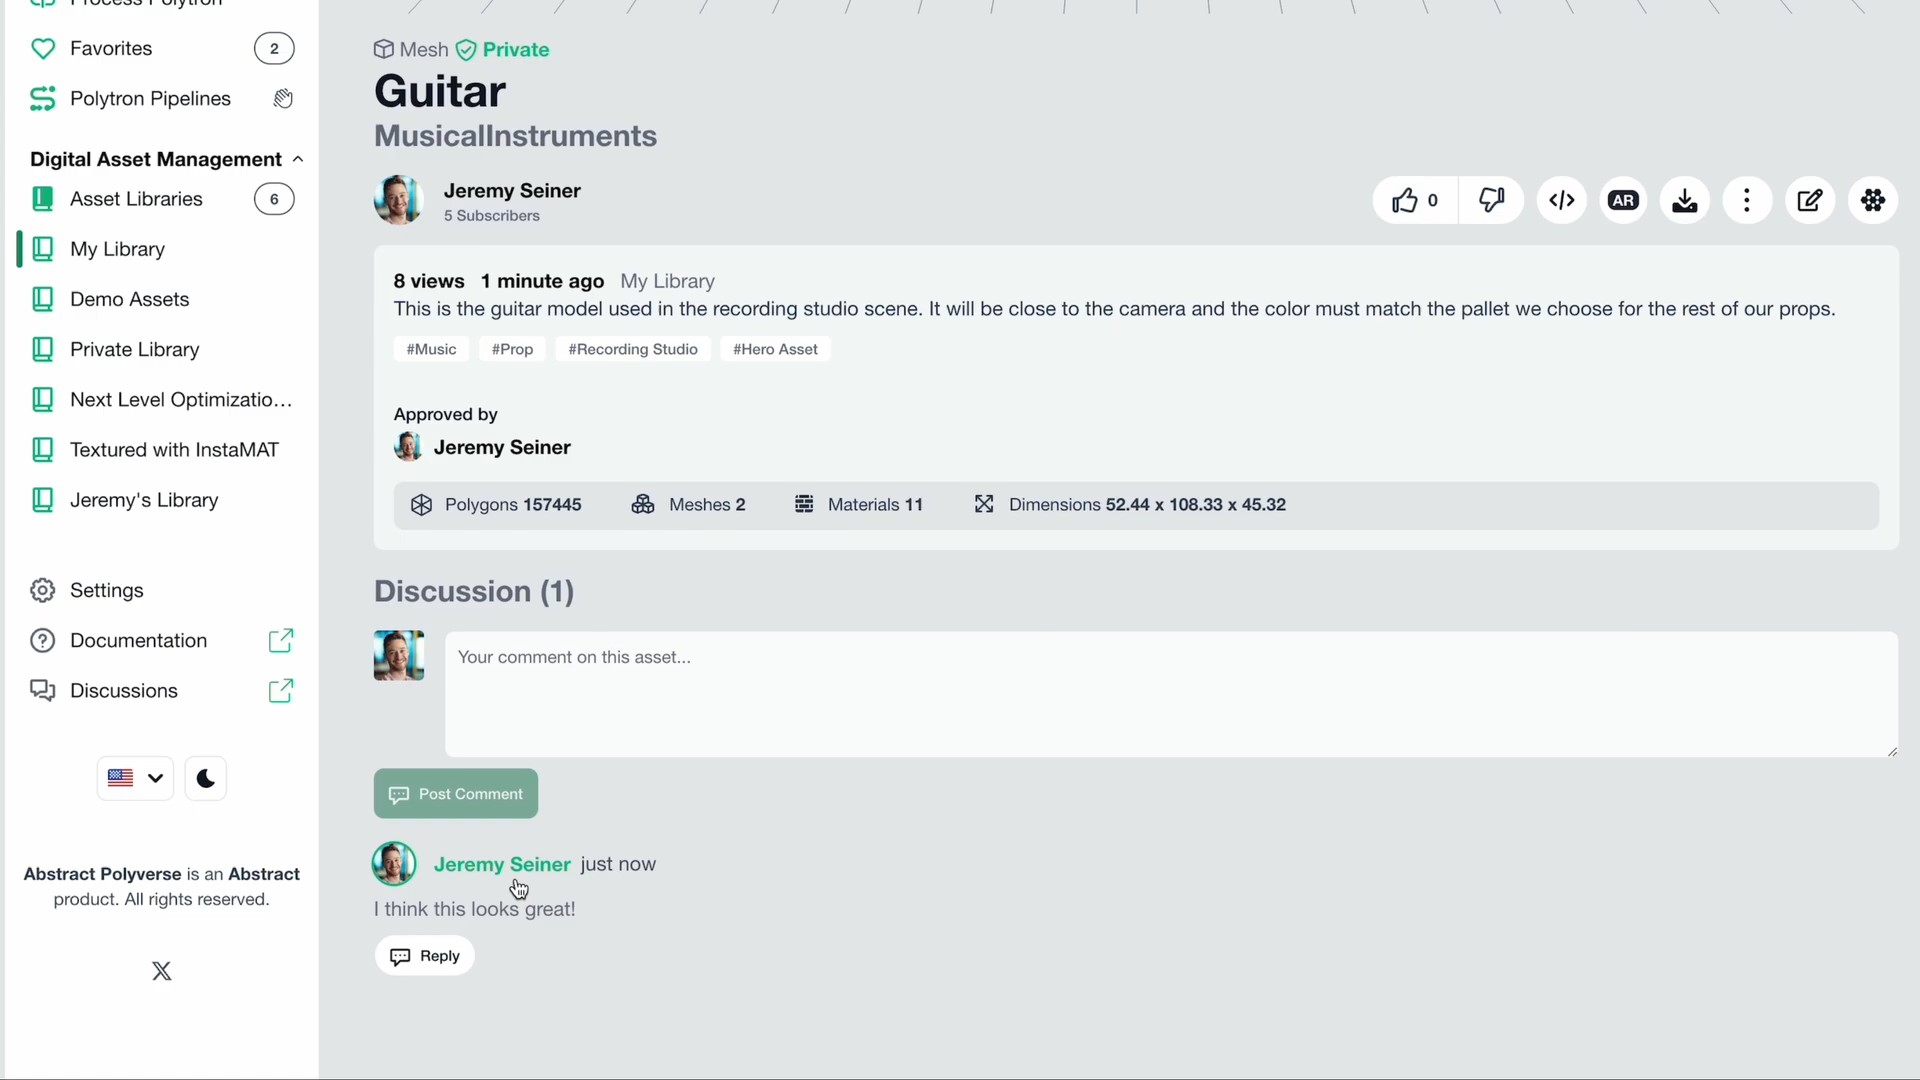 Process Polytron
Favorites 2
Polytron Pipelines
Digital Asset Management
Asset Libraries 6
My Library
Demo Assets
Private Library
Next Level Optimizatio...
Textured with InstaMAT
Jeremy's Library
Settings
Documentation
Discussions
Abstract Polyverse is an Abstract
product. All rights reserved.
Mesh Private
Guitar
MusicalInstruments
Jeremy Seiner
5 Subscribers
0
AR
8 views 1 minute ago My Library
This is the guitar model used in the recording studio scene. It will be close to the camera and the color must match the pallet we choose for the rest of our props.
#Music #Prop #Recording Studio #Hero Asset
Approved by
Jeremy Seiner
Polygons 157445 Meshes 2 Materials 11 Dimensions 52.44 x 108.33 x 45.32
Discussion (1)
Your comment on this asset...
Post Comment
Jeremy Seiner just now
I think this looks great!
Reply